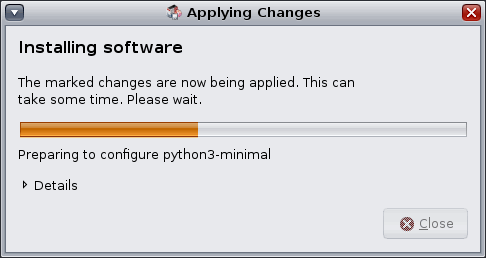 Applying Changes
Installing software
The marked changes are now being applied. This can
take some time. Please wait.
Preparing to configure python3-minimal
Details
Close